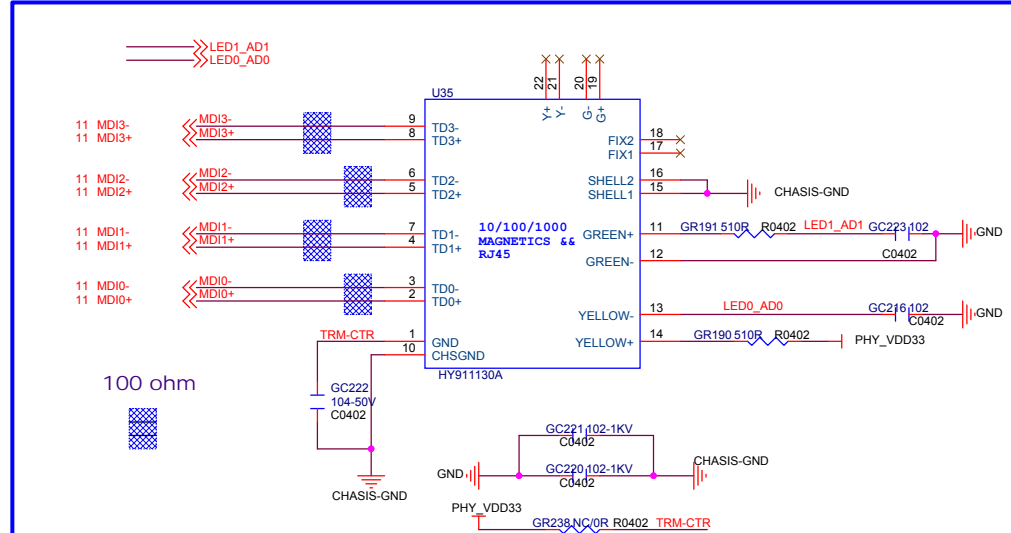 LED1_AD1
LED0_AD0
U35
22 21 20 19
Y+ Y- G- G+
11 MDI3- MDI3- 9 TD3-
11 MDI3+ MDI3+ 8 TD3+
FIX2 18
FIX1 17
11 MDI2- MDI2- 6 TD2-
11 MDI2+ MDI2+ 5 TD2+
SHELL2 16
SHELL1 15
CHASIS-GND
11 MDI1- MDI1- 7 TD1-
11 MDI1+ MDI1+ 4 TD1+
10/100/1000
MAGNETICS &&
RJ45
GREEN+ 11 GR191 510R R0402 LED1_AD1 GC223 102 GND
C0402
GREEN- 12
11 MDI0- MDI0- 3 TD0-
11 MDI0+ MDI0+ 2 TD0+
YELLOW- 13 LED0_AD0 GC216 102 GND
C0402
YELLOW+ 14 GR190 510R R0402 PHY_VDD33
TRM-CTR 1 GND
10 CHSGND
HY911130A
100 ohm
GC222
104-50V
C0402
CHASIS-GND
GC221 102-1KV
C0402
GND GC220 102-1KV CHASIS-GND
C0402
PHY_VDD33
GR238 NC/0R R0402 TRM-CTR